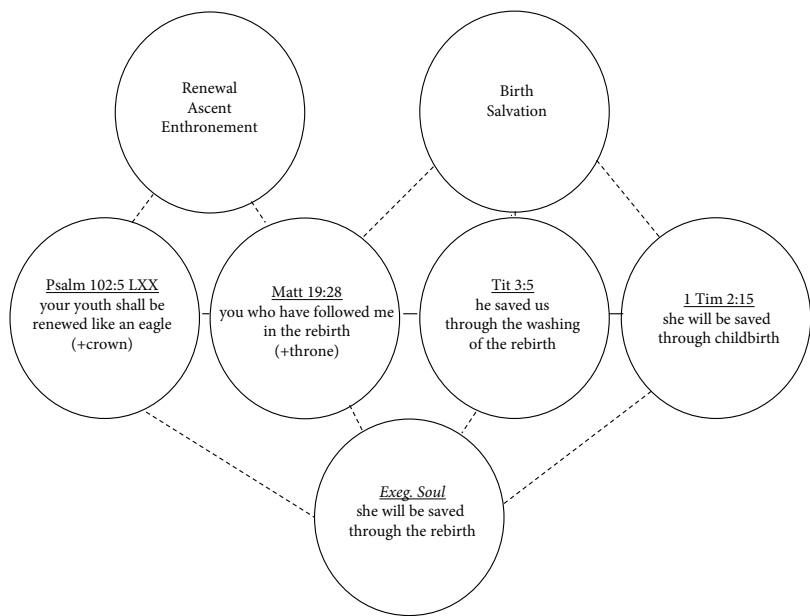 Renewal
Ascent
Enthronement
Birth
Salvation
Psalm 102:5 LXX
your youth shall be
renewed like an eagle
(+crown)
Matt 19:28
you who have followed me
in the rebirth
(+throne)
Tit 3:5
he saved us
through the washing
of the rebirth
1 Tim 2:15
she will be saved
through childbirth
Exeg. Soul
she will be saved
through the rebirth